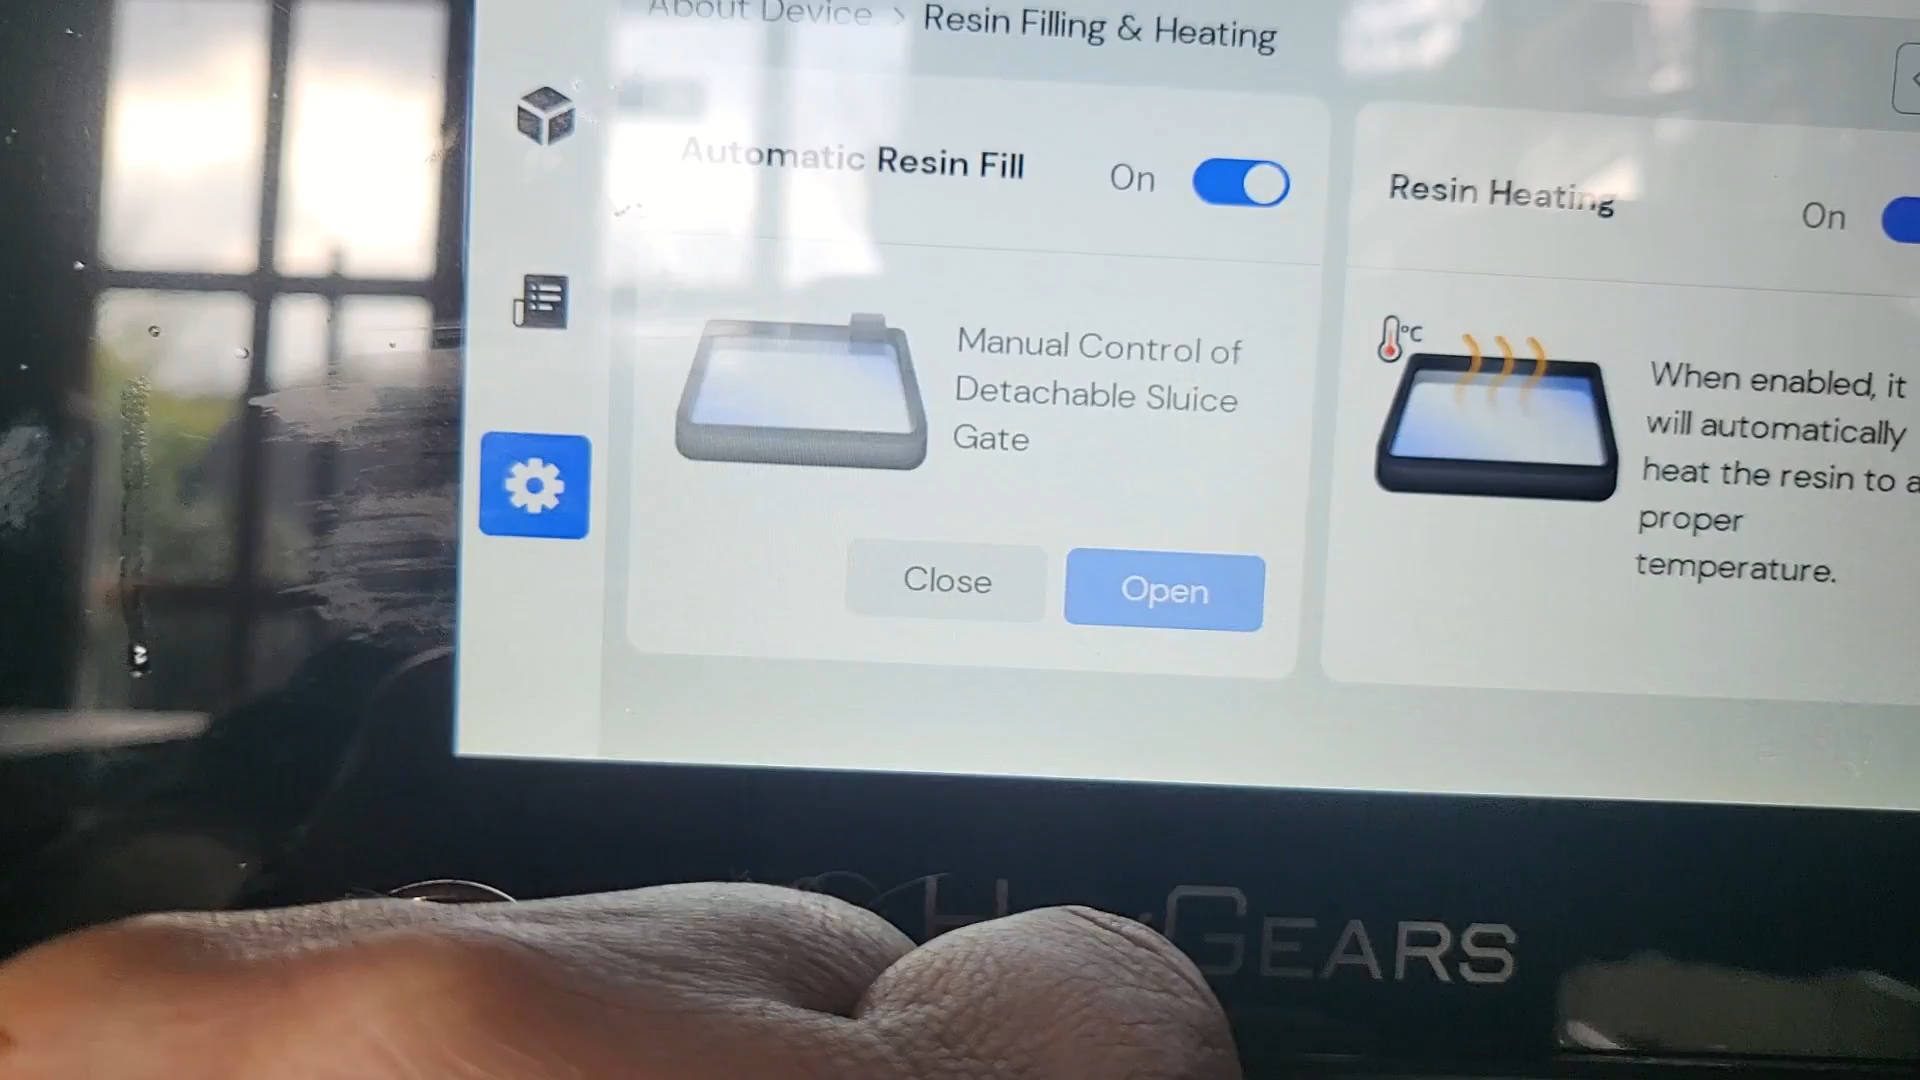 About Device > Resin Filling & Heating
Automatic Resin Fill
On
Manual Control of
Detachable Sluice
Gate
Close
Open
Resin Heating
On
°C
When enabled, it
will automatically
heat the resin to a
proper
temperature.
GEARS